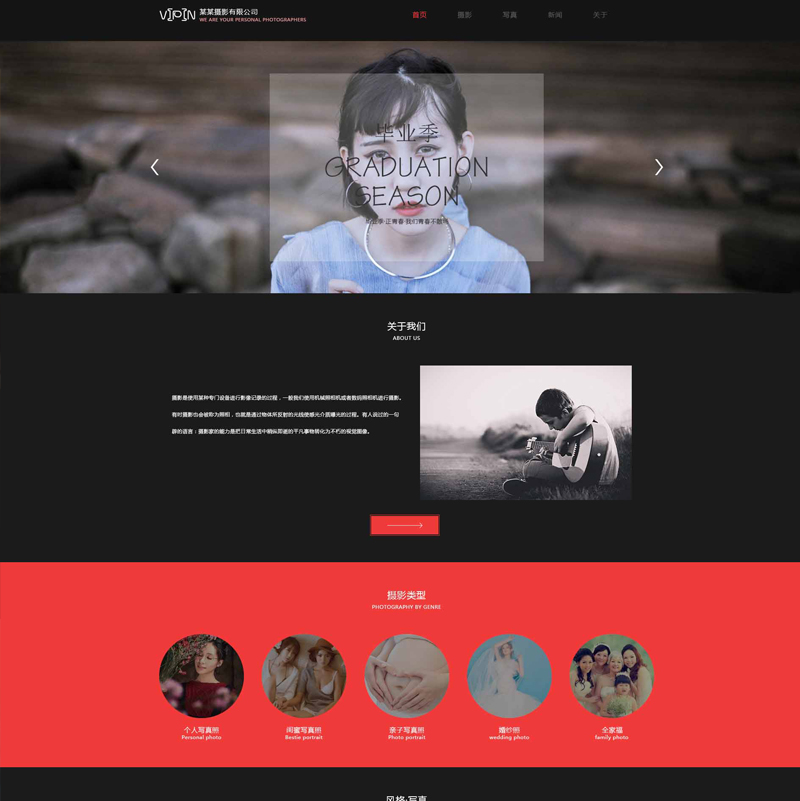 VIPIN 某某摄影有限公司
WE ARE YOUR PERSONAL PHOTOGRAPHERS
首页 摄影 写真 新闻 关于
毕业季
GRADUATION
SEASON
毕业季·正青春·我们青春不散场
关于我们
ABOUT US
摄影是使用某种专门设备进行影像记录的过程，一般我们使用机械照相机或者数码照相机进行摄影。
有时摄影也会被称为照相，也就是通过物体所反射的光线使感光介质曝光的过程。有人说过的一句
精辟的语言：摄影家的能力是把日常生活中稍纵即逝的平凡事物转化为不朽的视觉图像。
摄影类型
PHOTOGRAPHY BY GENRE
个人写真照 闺蜜写真照 亲子写真照 婚纱照 全家福
Personal photo Bestie portrait Photo portrait wedding photo family photo
风格·写真